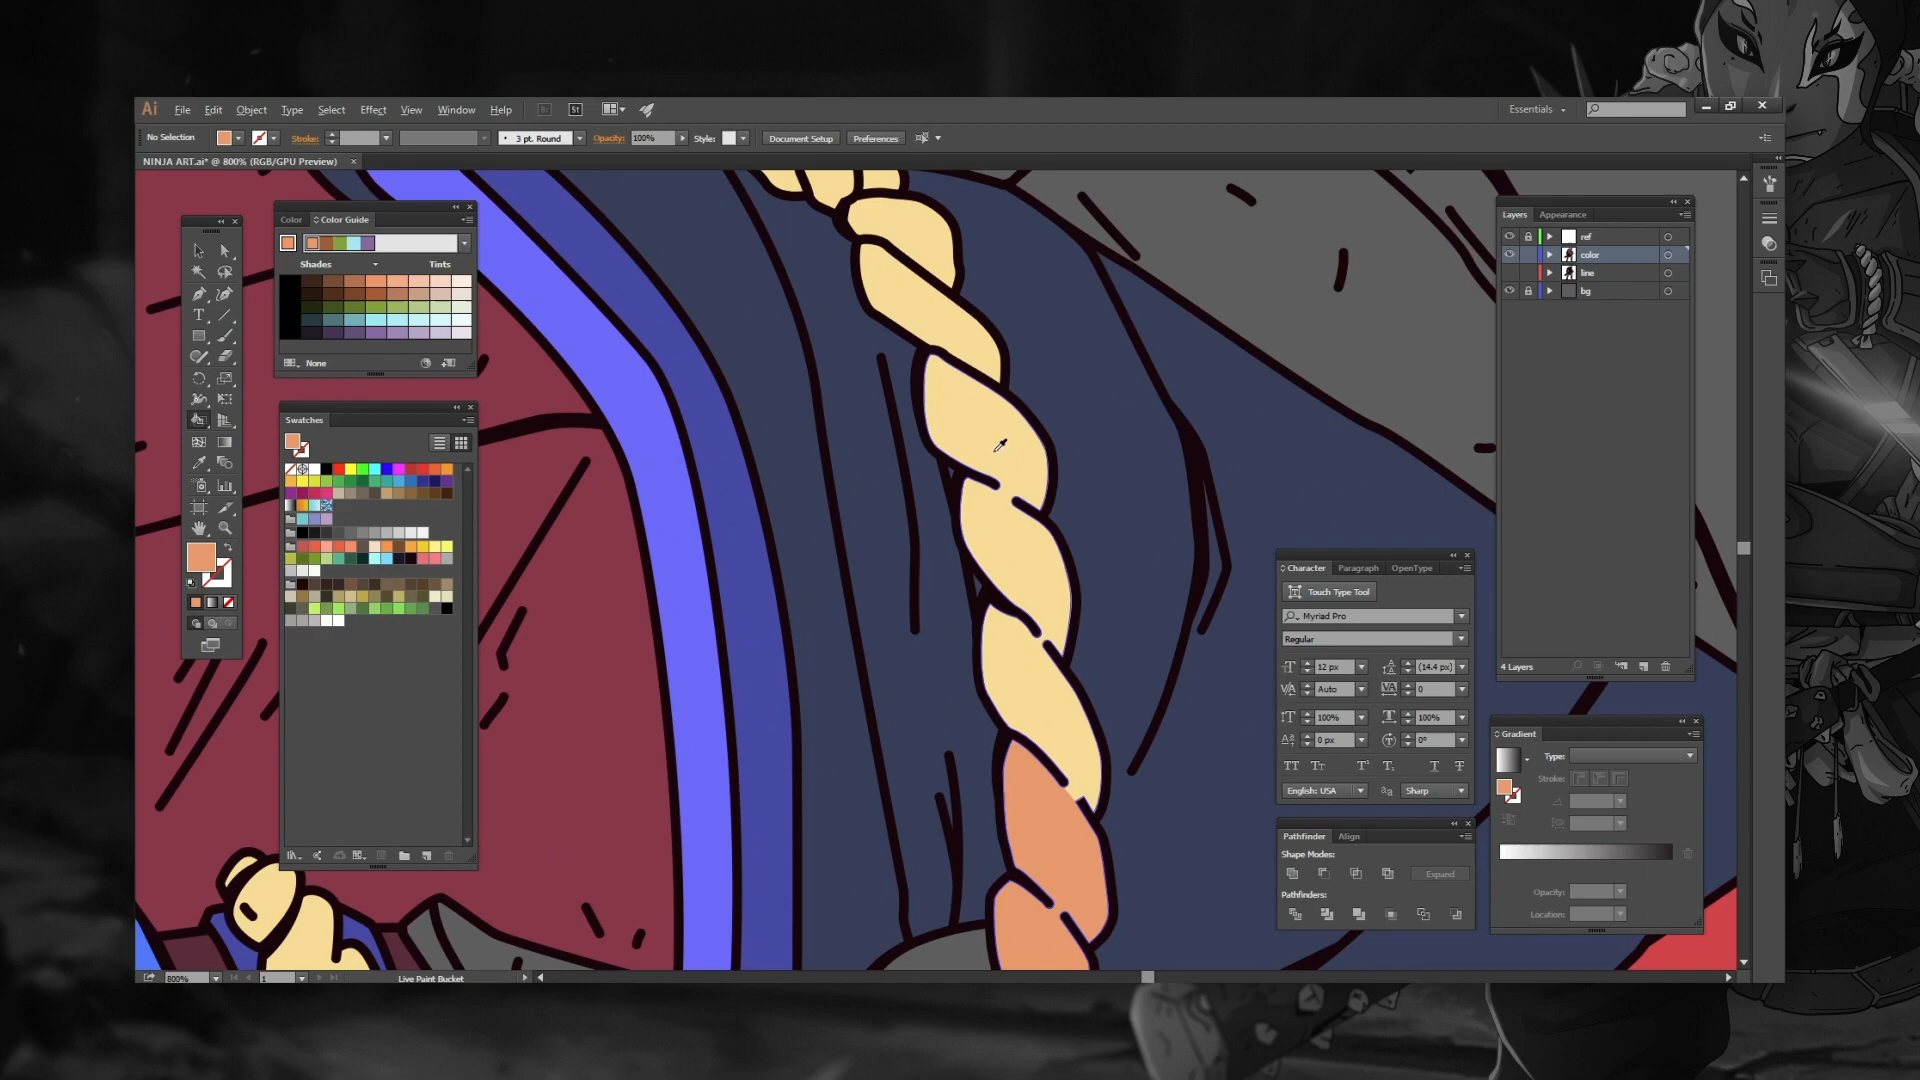 Ai File Edit Object Type Select Effect View Window Help Br St Essentials
No Selection Stroke: 3 pt. Round Opacity: 100% Style: Document Setup Preferences
NINJA ART.ai* @ 800% (RGB/GPU Preview)
Color Color Guide
Shades Tints
None
Swatches
Layers Appearance
ref
color
line
bg
4 Layers
Character Paragraph OpenType
Touch Type Tool
Myriad Pro
Regular
12 px (14.4 px)
Auto 0
100% 100%
0 px 0°
English: USA Sharp
Pathfinder Align
Shape Modes:
Expand
Pathfinders:
Gradient
Type:
Stroke:
Opacity:
Location:
800% 1 Live Paint Bucket